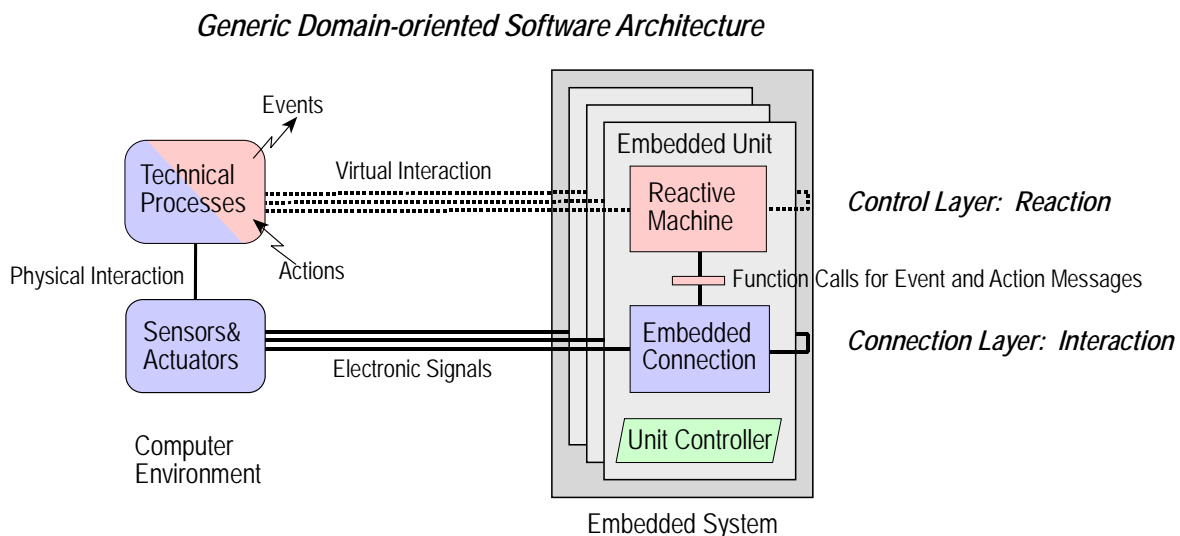 Generic Domain-oriented Software Architecture
Events
Embedded Unit
Technical
Processes
Virtual Interaction
Reactive
Machine
Control Layer: Reaction
Actions
Physical Interaction
Function Calls for Event and Action Messages
Sensors&
Actuators
Embedded
Connection
Connection Layer: Interaction
Electronic Signals
Unit Controller
Computer
Environment
Embedded System